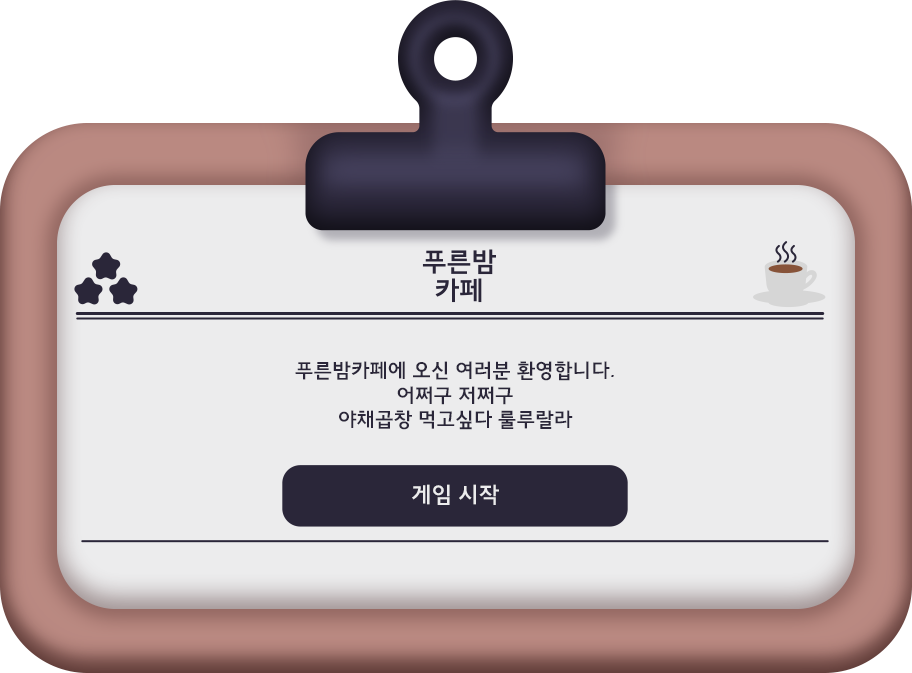 푸른밤
카페
푸른밤카페에 오신 여러분 환영합니다.
어쩌구 저쩌구
야채곱창 먹고싶다 룰루랄라
게임 시작